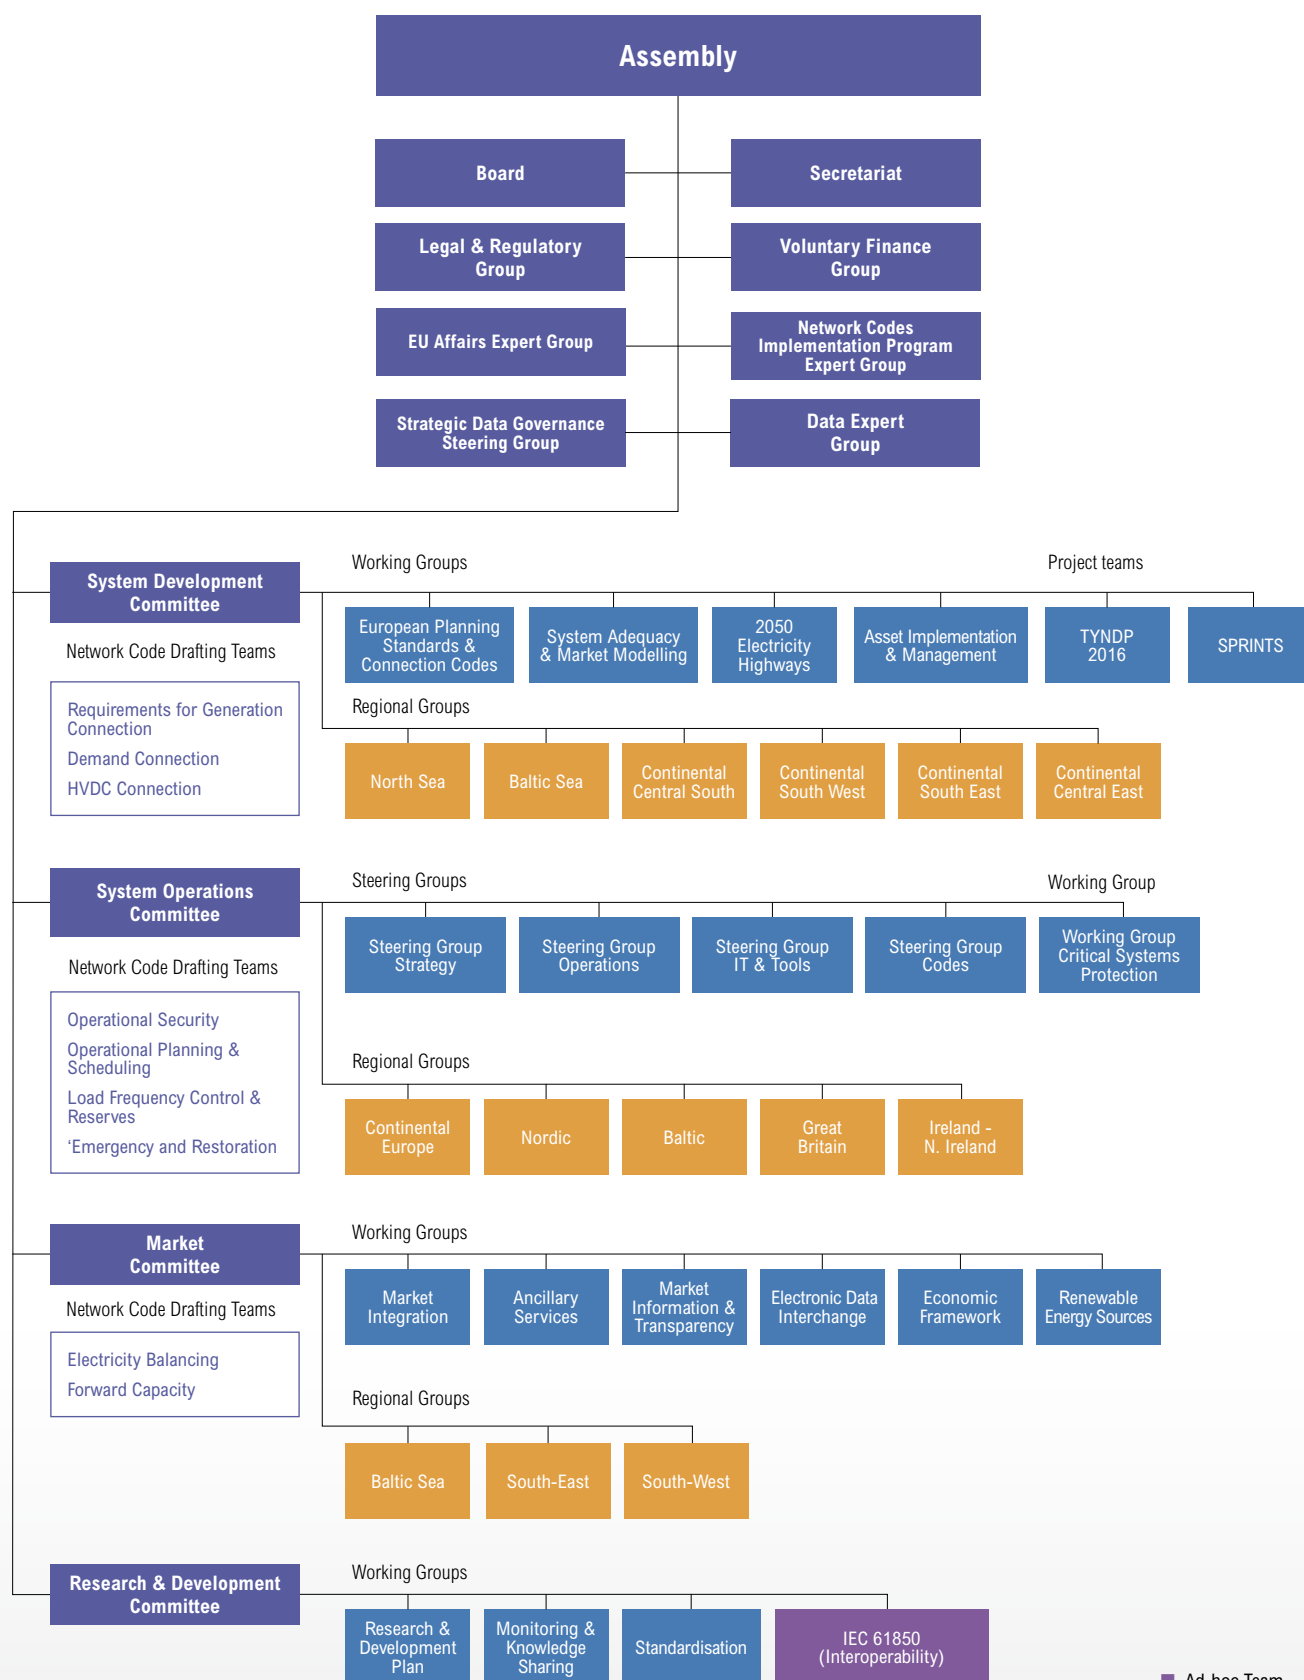 Assembly
Board
Secretariat
Legal & Regulatory
Group
Voluntary Finance
Group
EU Affairs Expert Group
Network Codes
Implementation Program
Expert Group
Strategic Data Governance
Steering Group
Data Expert
Group
System Development
Committee
Network Code Drafting Teams
Requirements for Generation
Connection
Demand Connection
HVDC Connection
Working Groups
Project teams
European Planning
Standards &
Connection Codes
System Adequacy
& Market Modelling
2050
Electricity
Highways
Asset Implementation
& Management
TYNDP
2016
SPRINTS
Regional Groups
North Sea
Baltic Sea
Continental
Central South
Continental
South West
Continental
South East
Continental
Central East
System Operations
Committee
Network Code Drafting Teams
Operational Security
Operational Planning &
Scheduling
Load Frequency Control &
Reserves
‘Emergency and Restoration
Steering Groups
Working Group
Steering Group
Strategy
Steering Group
Operations
Steering Group
IT & Tools
Steering Group
Codes
Working Group
Critical Systems
Protection
Regional Groups
Continental
Europe
Nordic
Baltic
Great
Britain
Ireland -
N. Ireland
Market
Committee
Network Code Drafting Teams
Electricity Balancing
Forward Capacity
Working Groups
Market
Integration
Ancillary
Services
Market
Information &
Transparency
Electronic Data
Interchange
Economic
Framework
Renewable
Energy Sources
Regional Groups
Baltic Sea
South-East
South-West
Research & Development
Committee
Working Groups
Research &
Development
Plan
Monitoring &
Knowledge
Sharing
Standardisation
IEC 61850
(Interoperability)
Ad-hoc Team